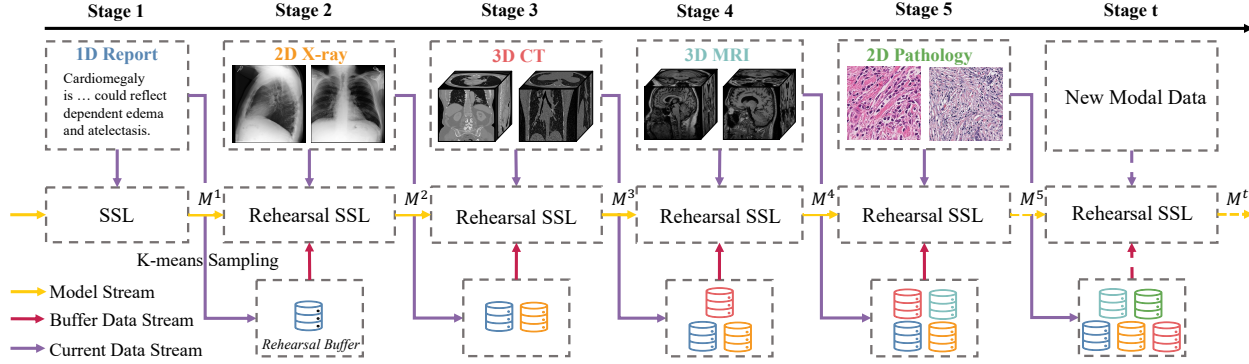 Stage 1
Stage 2
Stage 3
Stage 4
Stage 5
Stage t
1D Report
Cardiomegaly
is … could reflect
dependent edema
and atelectasis.
2D X-ray
3D CT
3D MRI
2D Pathology
New Modal Data
SSL
M¹
Rehearsal SSL
M²
Rehearsal SSL
M³
Rehearsal SSL
M⁴
Rehearsal SSL
M⁵
Rehearsal SSL
Mᵗ
K-means Sampling
Model Stream
Buffer Data Stream
Current Data Stream
Rehearsal Buffer